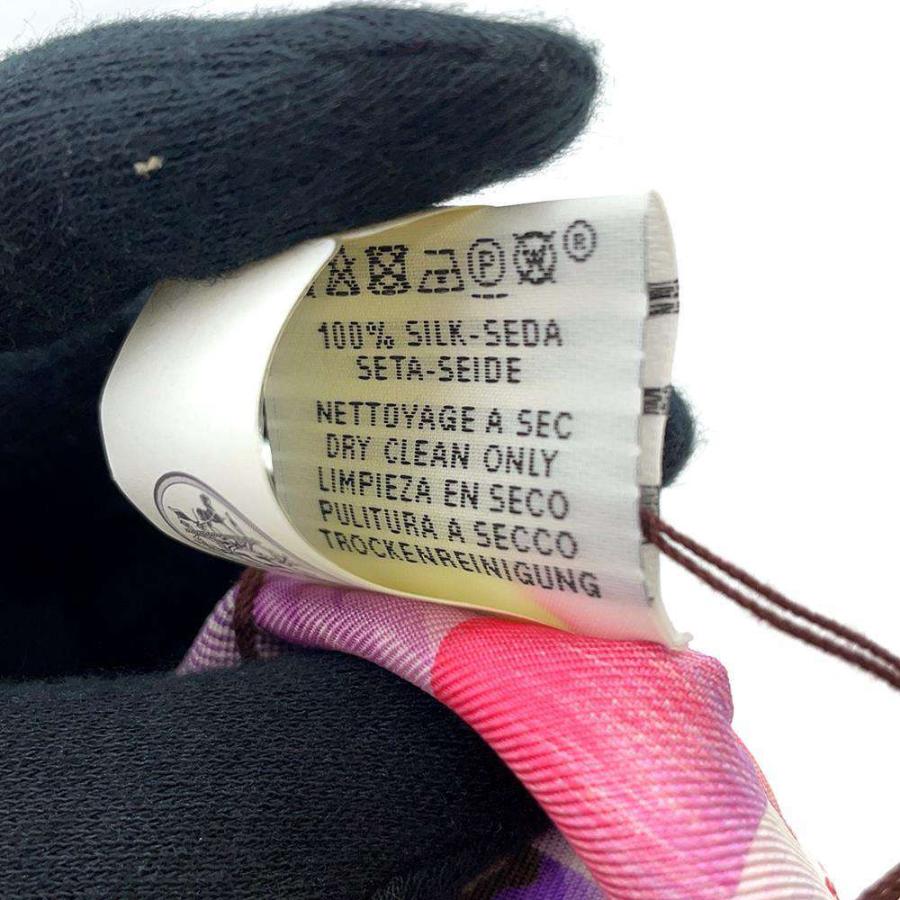 P W ®
100% SILK-SEDA
SETA-SEIDE
NETTOYAGE A SEC
DRY CLEAN ONLY
LIMPIEZA EN SECO
PULITURA A SECCO
TROCKENREINIGUNG